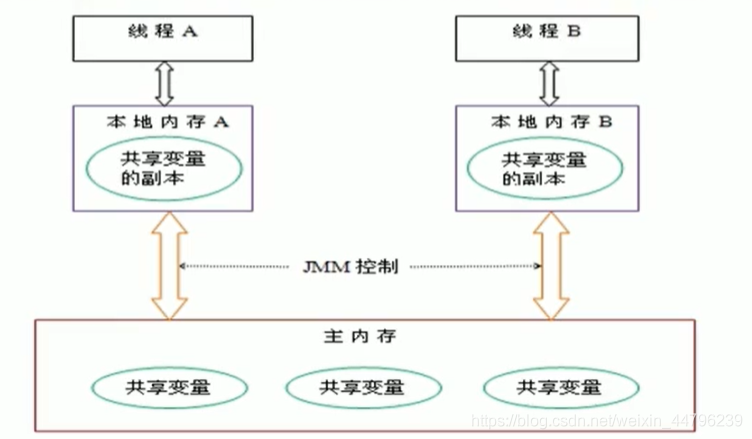 线程 A
线程 B
本地内存 A
本地内存 B
共享变量
的副本
共享变量
的副本
JMM 控制
主内存
共享变量
共享变量
共享变量
https://blog.csdn.net/weixin_44796239